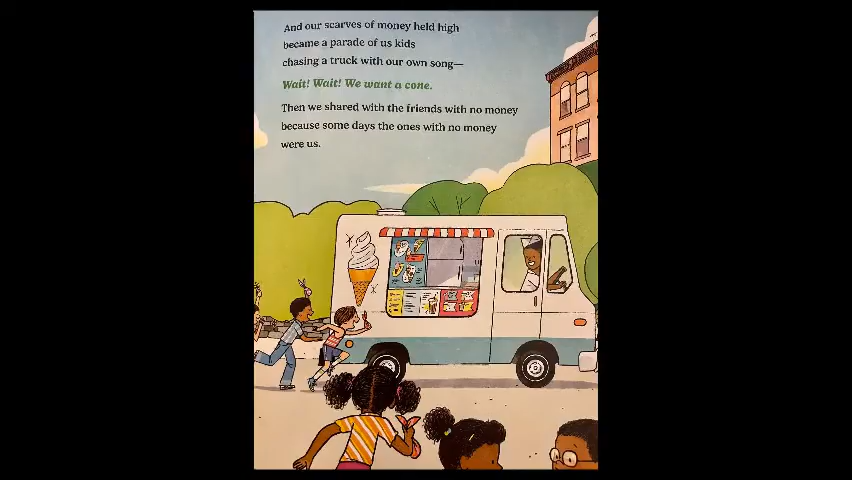 And our scarves of money held high
became a parade of us kids
chasing a truck with our own song—
Wait! Wait! We want a cone.
Then we shared with the friends with no money
because some days the ones with no money
were us.